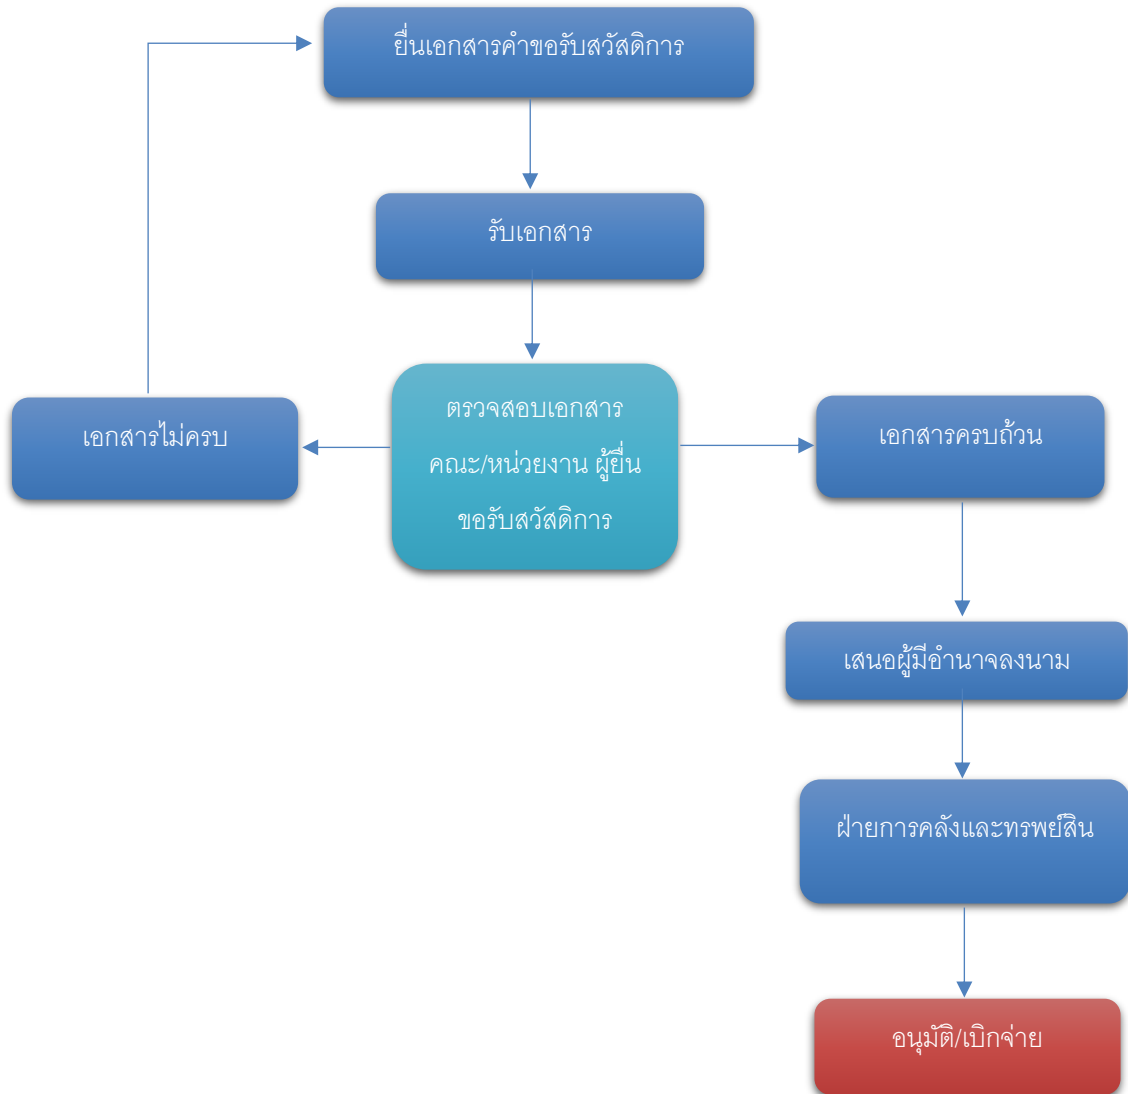 ยื่นเอกสารคำขอรับสวัสดิการ
รับเอกสาร
ตรวจสอบเอกสาร
คณะ/หน่วยงาน ผู้ยื่น
ขอรับสวัสดิการ
เอกสารไม่ครบ
เอกสารครบถ้วน
เสนอผู้มีอำนาจลงนาม
ฝ่ายการคลังและทรพย์สิน
อนุมัติ/เบิกจ่าย